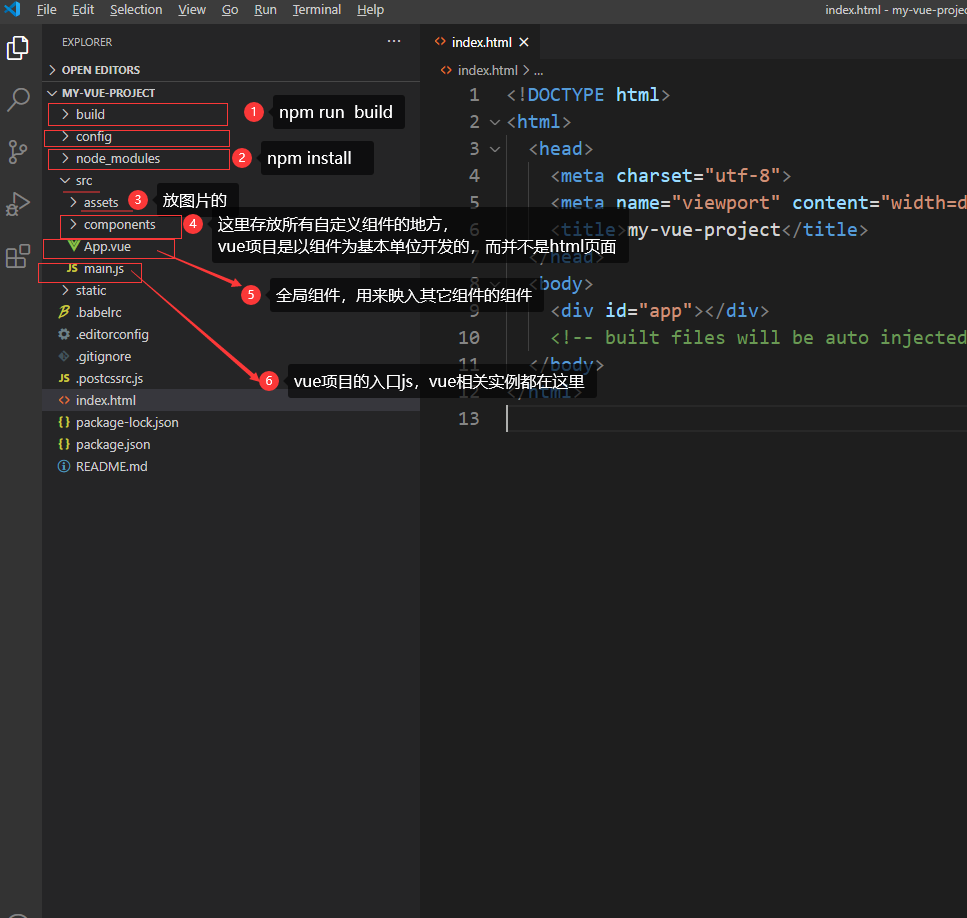 File Edit Selection View Go Run Terminal Help
index.html - my-vue-projec
EXPLORER
OPEN EDITORS
MY-VUE-PROJECT
build
1 npm run build
config
node_modules
2 npm install
src
assets
3 放图片的
components
4 这里存放所有自定义组件的地方，
vue项目是以组件为基本单位开发的，而并不是html页面
App.vue
JS main.js
5 全局组件，用来映入其它组件的组件
static
.babelrc
.editorconfig
.gitignore
JS .postcssrc.js
6 vue项目的入口js，vue相关实例都在这里
<> index.html
{} package-lock.json
{} package.json
README.md
<> index.html
<> index.html > ...
1 <!DOCTYPE html>
2 <html>
3 <head>
4 <meta charset="utf-8">
5 <meta name="viewport" content="width=d
6 <title>my-vue-project</title>
7 </head>
8 <body>
9 <div id="app"></div>
10 <!-- built files will be auto injected
11 </body>
12 </html>
13